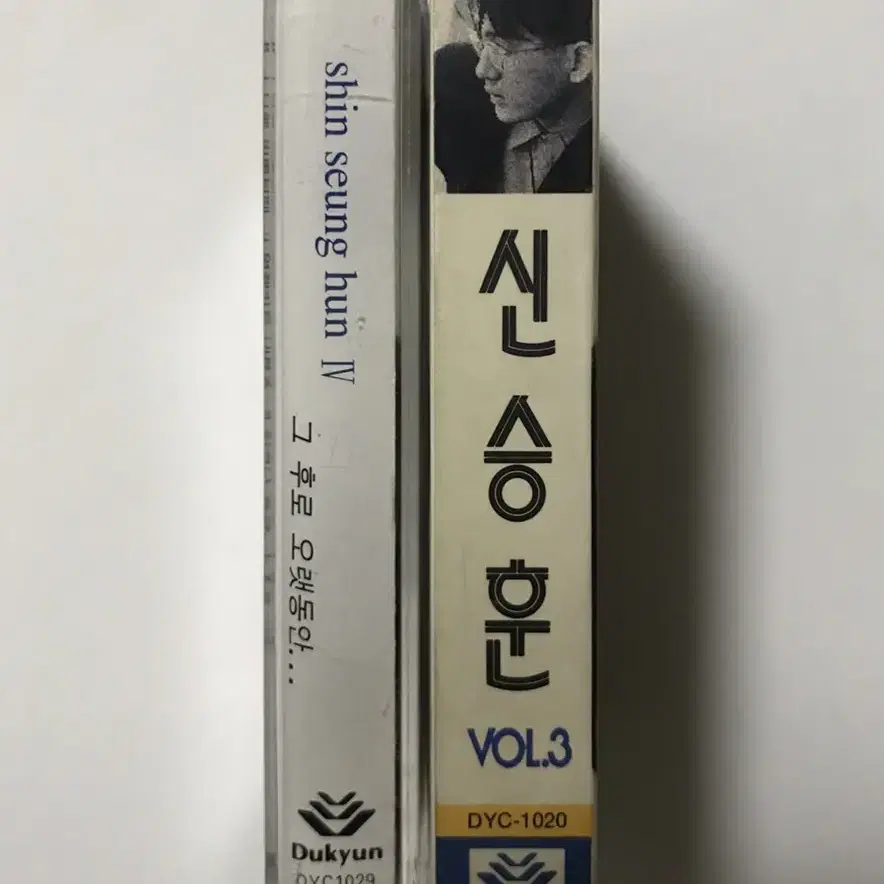 shin seung hun Ⅳ
그 후로 오랫동안...
Dukyun
DYC1029
신승훈
VOL.3
DYC-1020